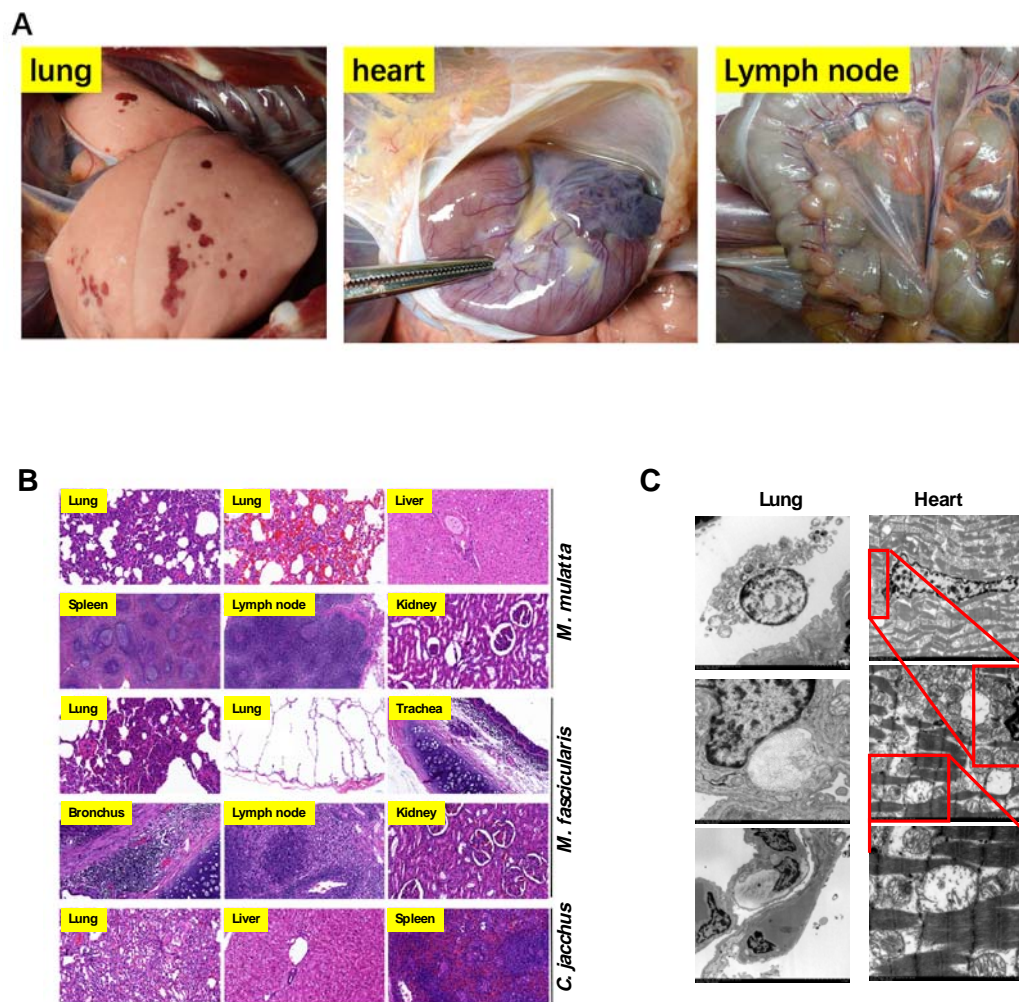 A
lung
heart
Lymph node
B
Lung
Lung
Liver
Spleen
Lymph node
Kidney
M. mulatta
Lung
Lung
Trachea
Bronchus
Lymph node
Kidney
M. fascicularis
Lung
Liver
Spleen
C. jacchus
C
Lung
Heart